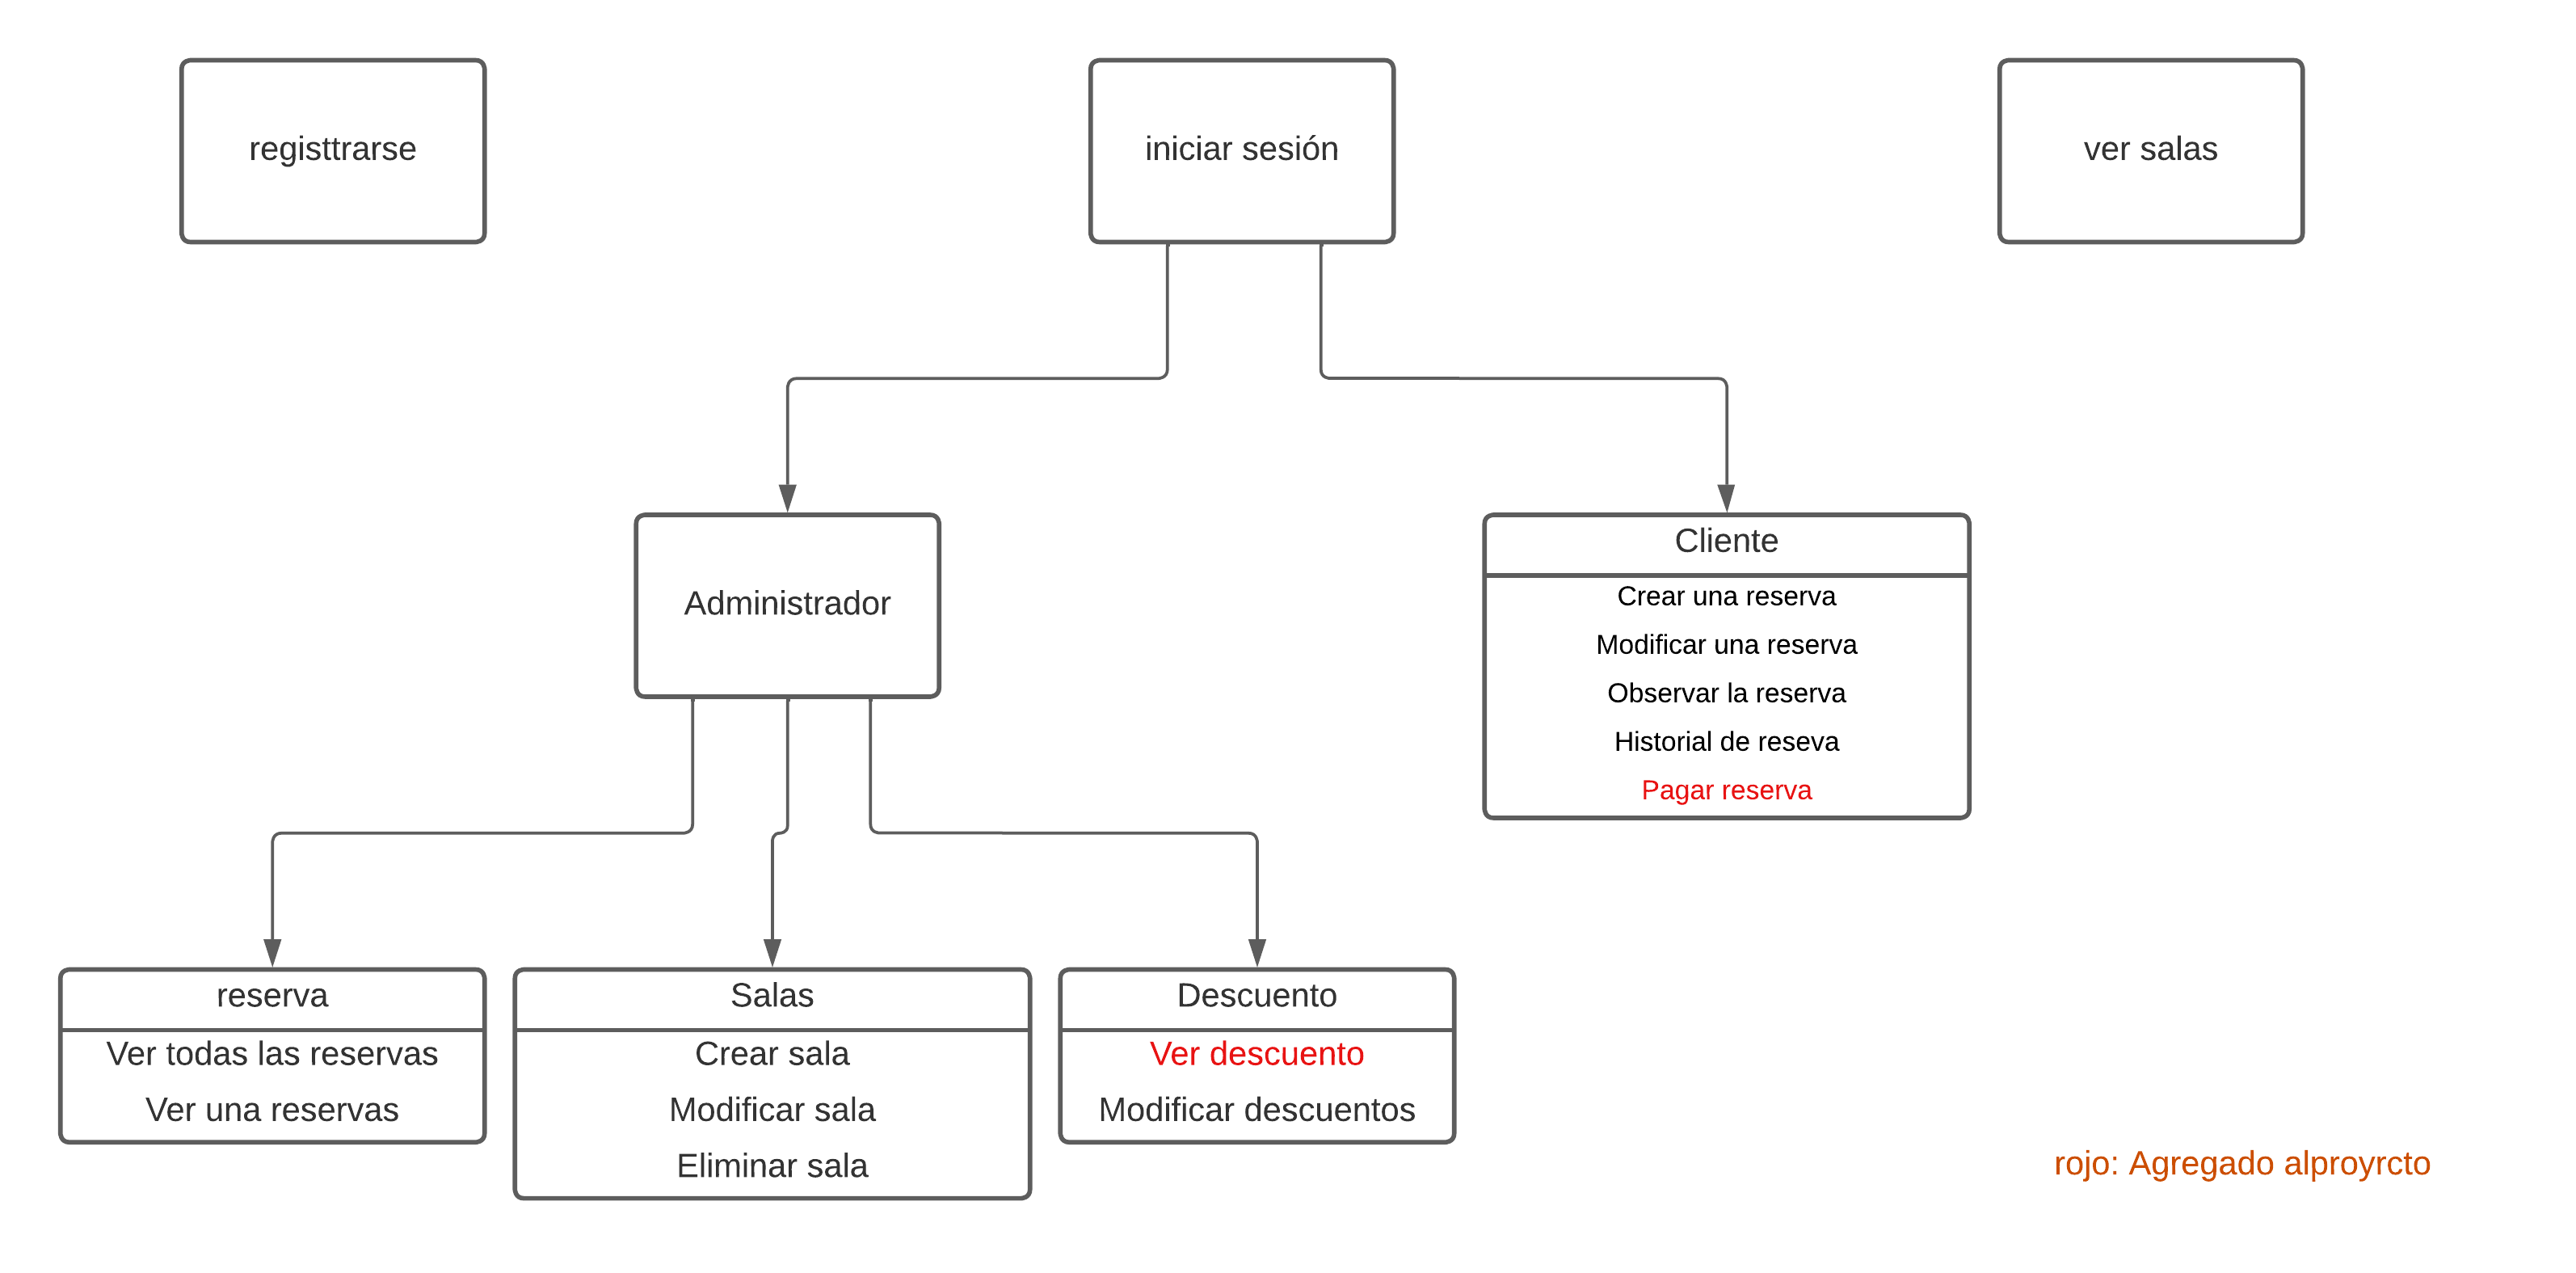 registtrarse
iniciar sesión
ver salas
Administrador
Cliente
Crear una reserva
Modificar una reserva
Observar la reserva
Historial de reseva
Pagar reserva
reserva
Ver todas las reservas
Ver una reservas
Salas
Crear sala
Modificar sala
Eliminar sala
Descuento
Ver descuento
Modificar descuentos
rojo: Agregado alproyrcto